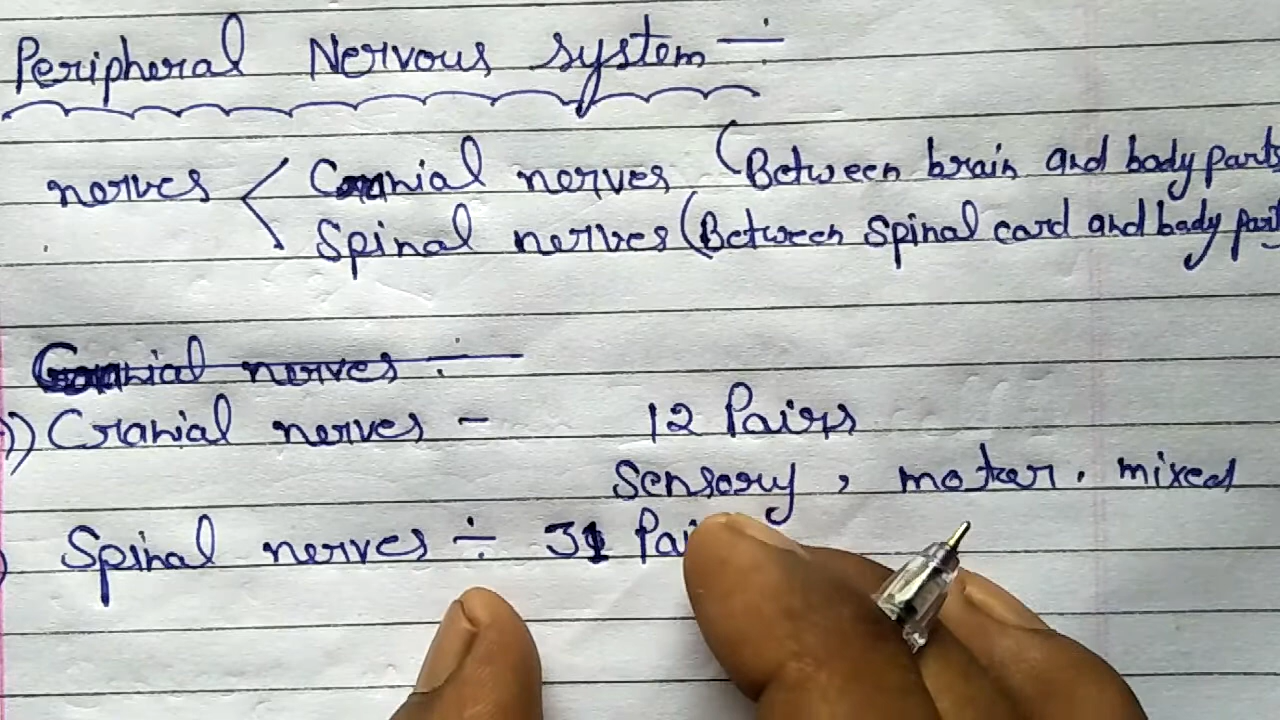 Peripheral Nervous system :-
nerves < Cranial nerves (Between brain and body parts
Spinal nerves (Between Spinal card and body part
Cranial nerves :-
1) Cranial nerves - 12 Pairs
Sensory, moter. mixed
Spinal nerves ÷ 31 Pai